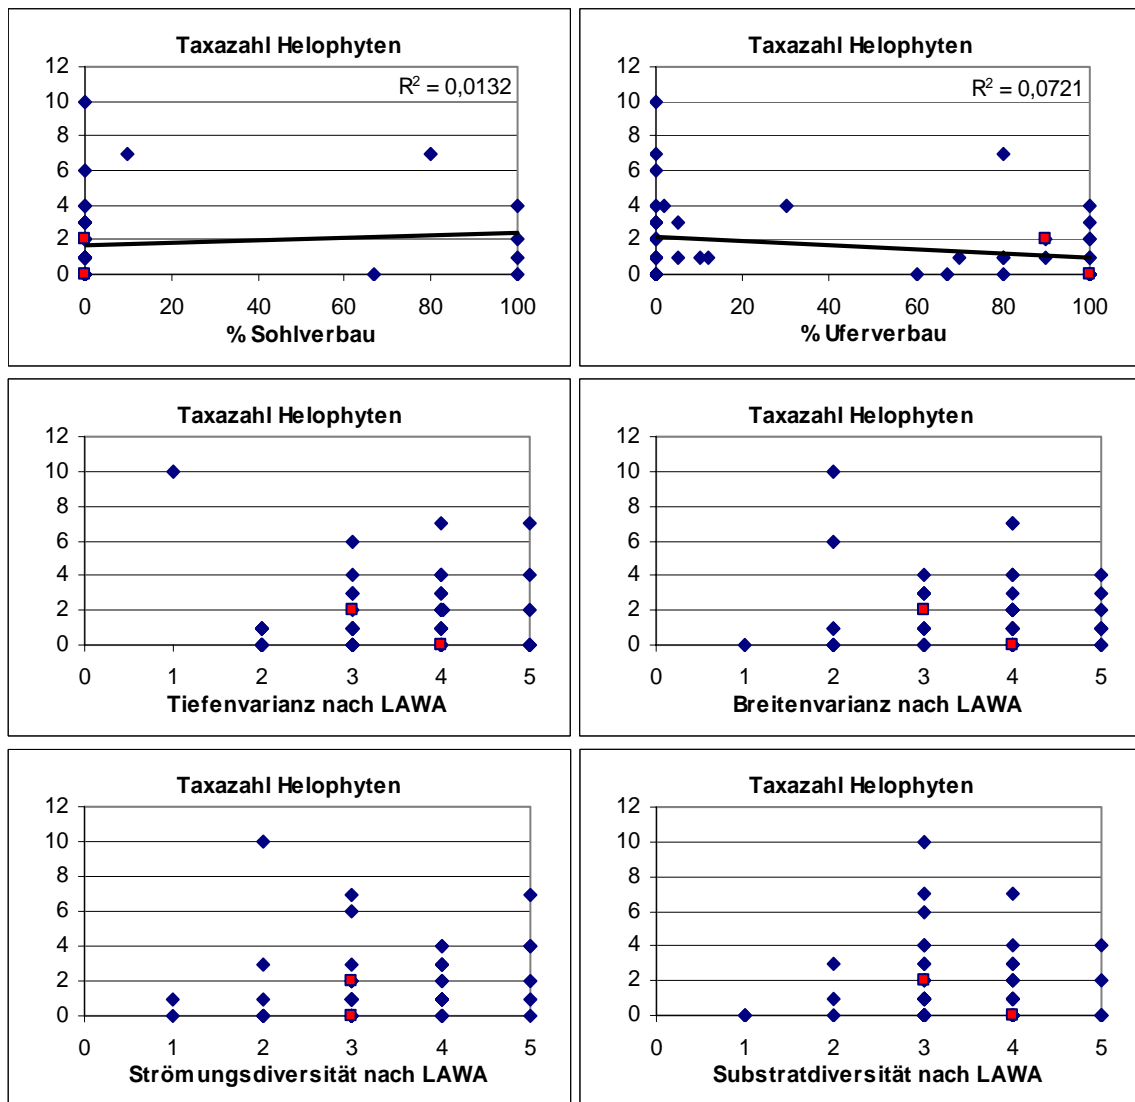 Taxazahl Helophyten
R² = 0,0132
12
10
8
6
4
2
0
0 20 40 60 80 100
% Sohlverbau
Taxazahl Helophyten
R² = 0,0721
12
10
8
6
4
2
0
0 20 40 60 80 100
% Uferverbau
Taxazahl Helophyten
12
10
8
6
4
2
0
0 1 2 3 4 5
Tiefenvarianz nach LAWA
Taxazahl Helophyten
12
10
8
6
4
2
0
0 1 2 3 4 5
Breitenvarianz nach LAWA
Taxazahl Helophyten
12
10
8
6
4
2
0
0 1 2 3 4 5
Strömungsdiversität nach LAWA
Taxazahl Helophyten
12
10
8
6
4
2
0
0 1 2 3 4 5
Substratdiversität nach LAWA